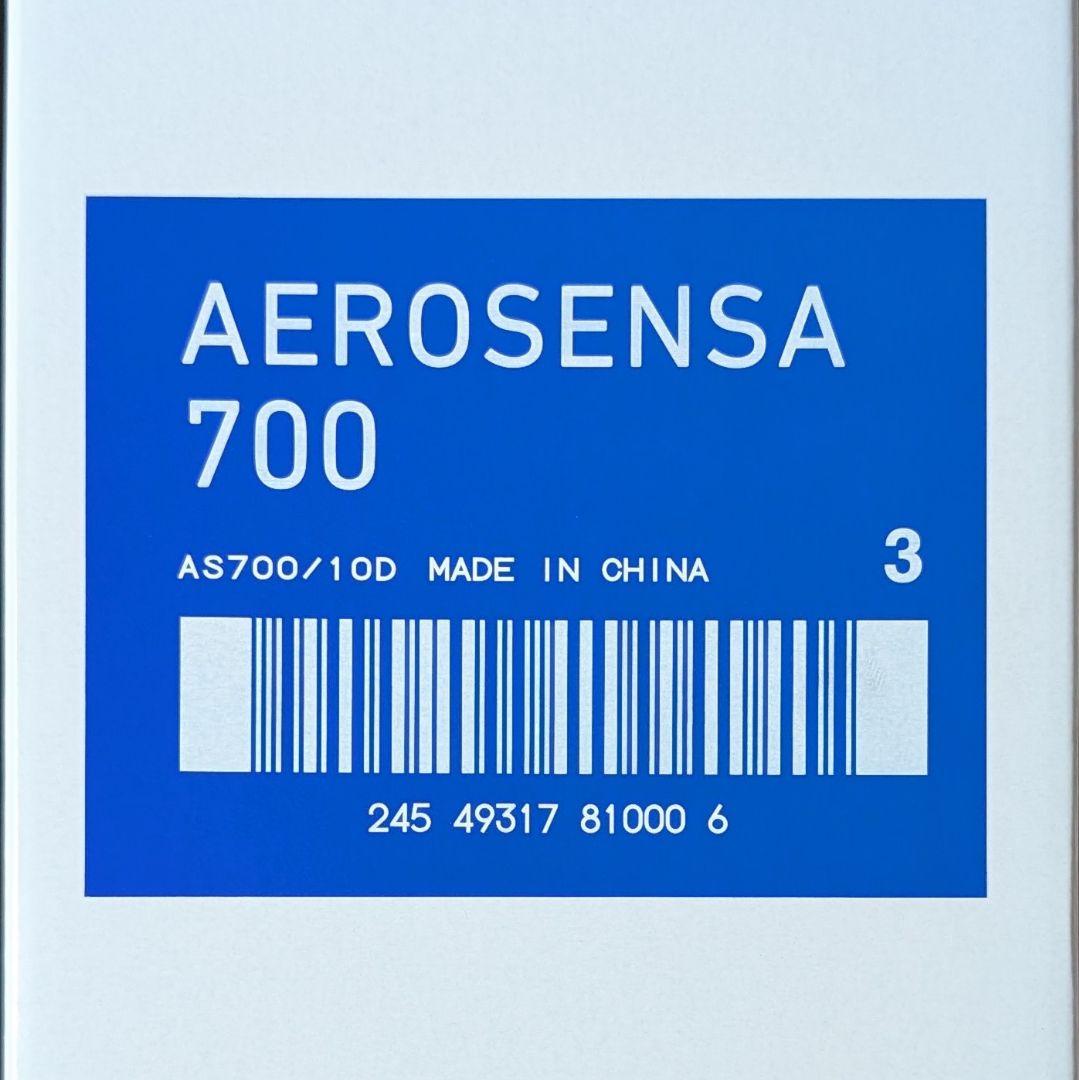 AEROSENSA
700
AS700/10D MADE IN CHINA
3
245 49317 81000 6